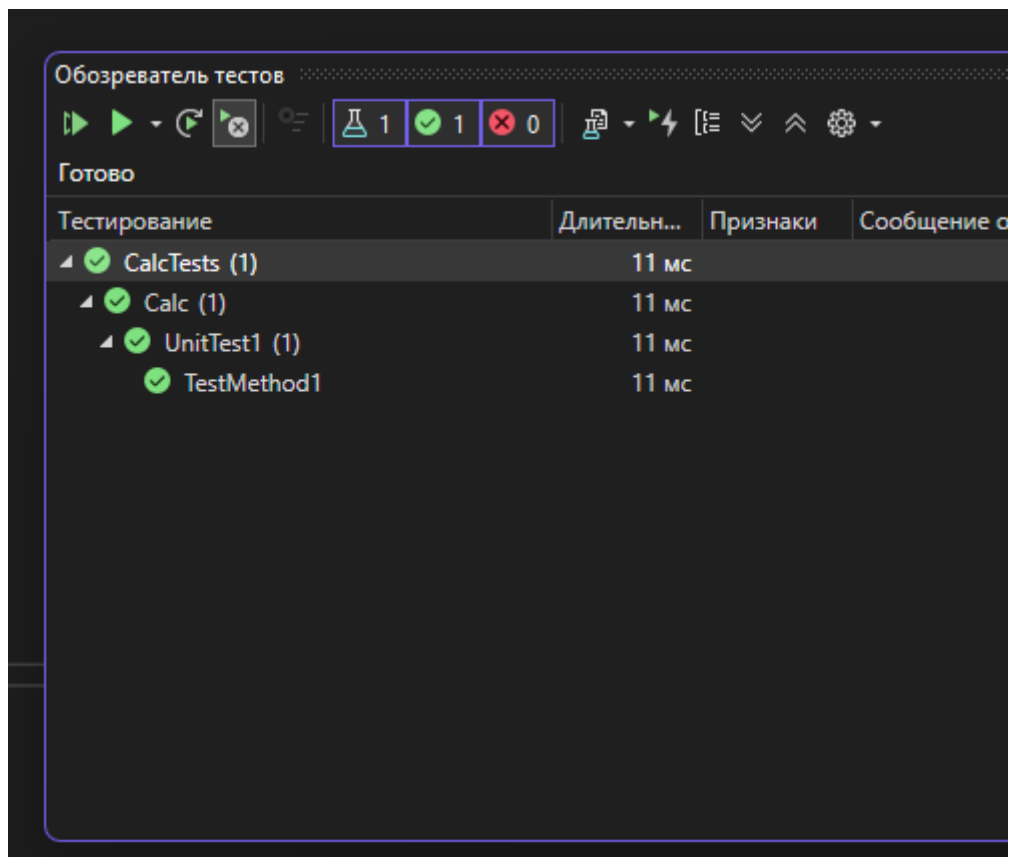 Обозреватель тестов
1 1 0
Готово
Тестирование Длительн... Признаки Сообщение о
CalcTests (1) 11 мс
Calc (1) 11 мс
UnitTest1 (1) 11 мс
TestMethod1 11 мс